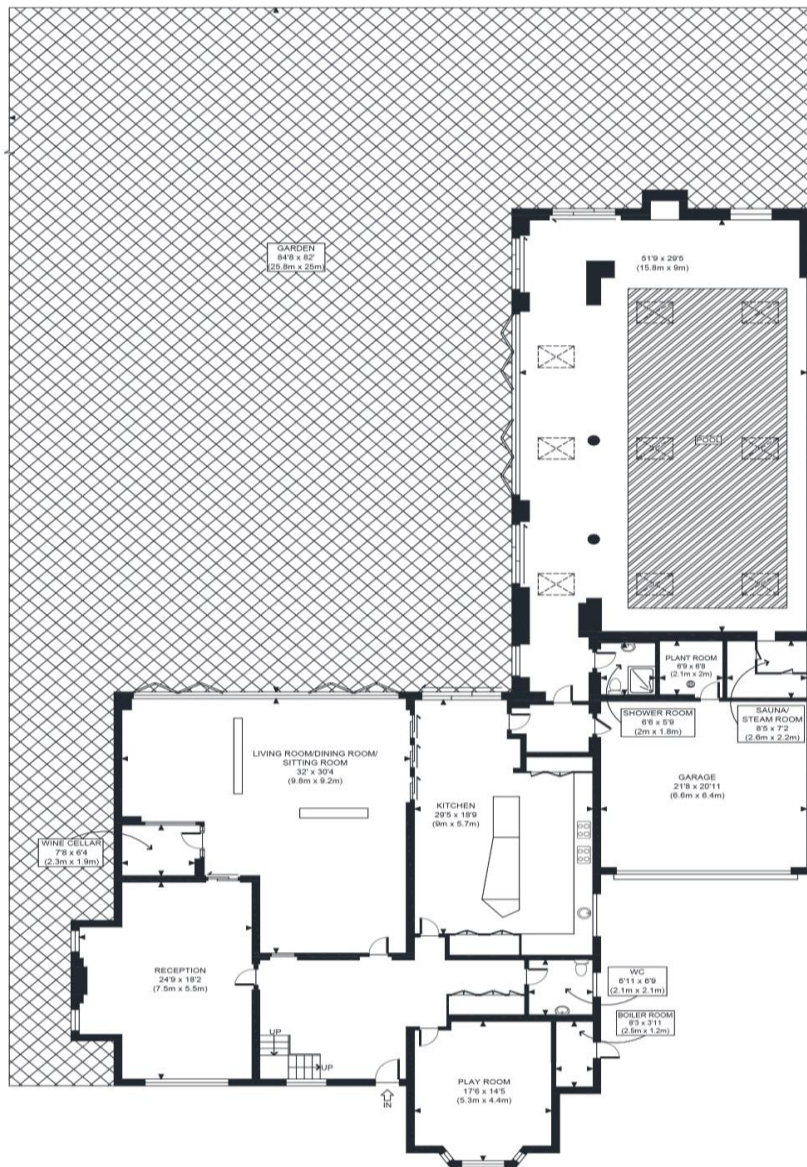 GARDEN
84'8 x 82'
(25.8m x 25m)
51'9 x 29'5
(15.8m x 9m)
POOL
PLANT ROOM
6'9 x 6'8
(2.1m x 2m)
SHOWER ROOM
6'6 x 5'9
(2m x 1.8m)
SAUNA/
STEAM ROOM
8'5 x 7'2
(2.6m x 2.2m)
LIVING ROOM/DINING ROOM/
SITTING ROOM
32' x 30'4
(9.8m x 9.2m)
GARAGE
21'8 x 20'11
(6.6m x 6.4m)
KITCHEN
29'5 x 18'9
(9m x 5.7m)
WINE CELLAR
7'6 x 6'4
(2.3m x 1.9m)
RECEPTION
24'9 x 18'2
(7.5m x 5.5m)
WC
6'11 x 6'9
(2.1m x 2.1m)
BOILER ROOM
8'3 x 3'11
(2.5m x 1.2m)
UP
UP
IN
PLAY ROOM
17'6 x 14'5
(5.3m x 4.4m)